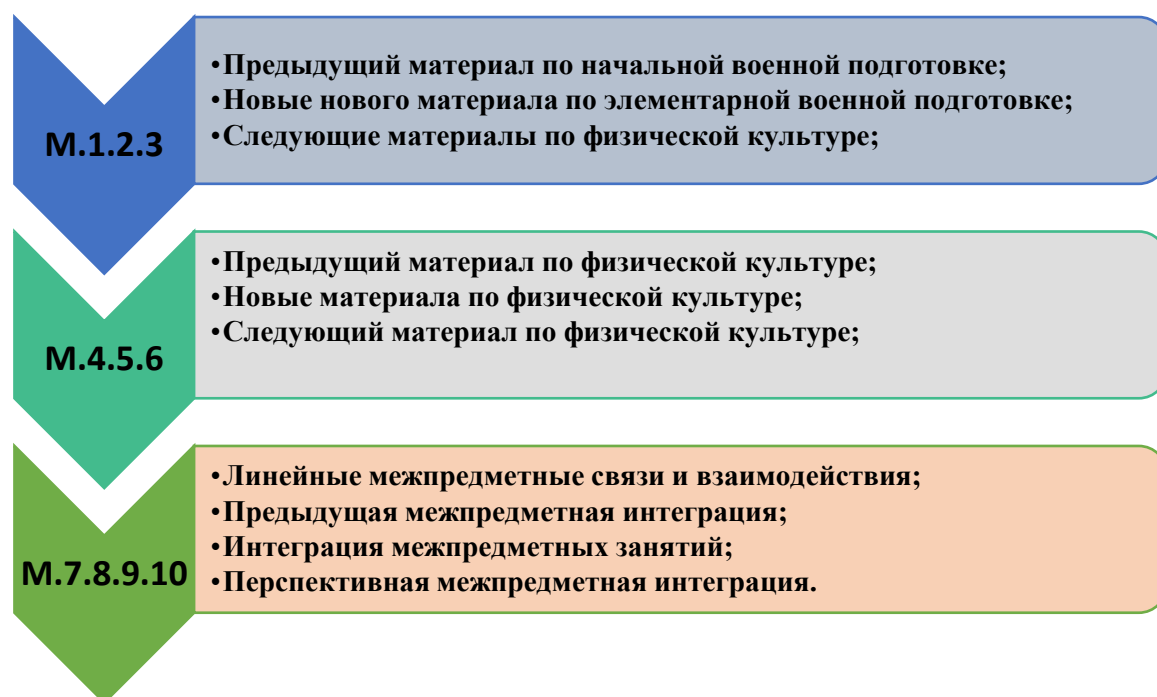 М.1.2.3
•Предыдущий материал по начальной военной подготовке;
•Новые нового материала по элементарной военной подготовке;
•Следующие материалы по физической культуре;
М.4.5.6
•Предыдущий материал по физической культуре;
•Новые материала по физической культуре;
•Следующий материал по физической культуре;
М.7.8.9.10
•Линейные межпредметные связи и взаимодействия;
•Предыдущая межпредметная интеграция;
•Интеграция межпредметных занятий;
•Перспективная межпредметная интеграция.